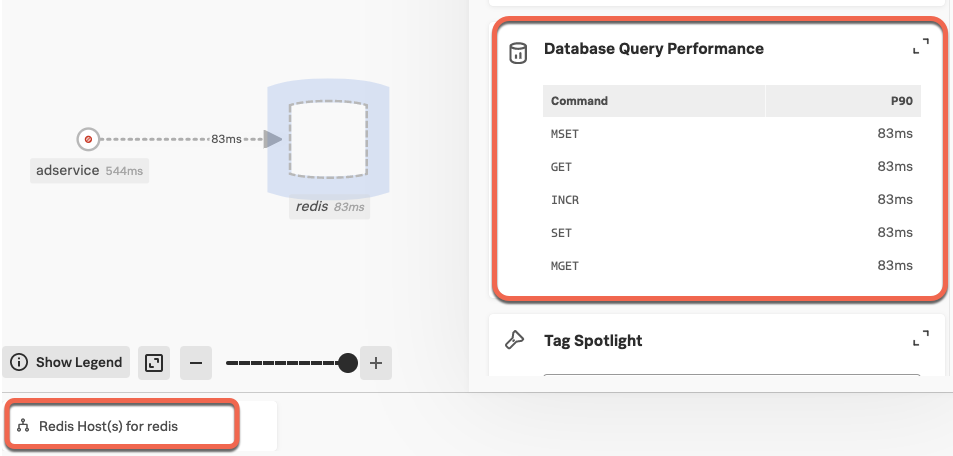 83ms
adservice 544ms
redis 83ms
Show Legend
Redis Host(s) for redis
Database Query Performance
Command P90
MSET 83ms
GET 83ms
INCR 83ms
SET 83ms
MGET 83ms
Tag Spotlight